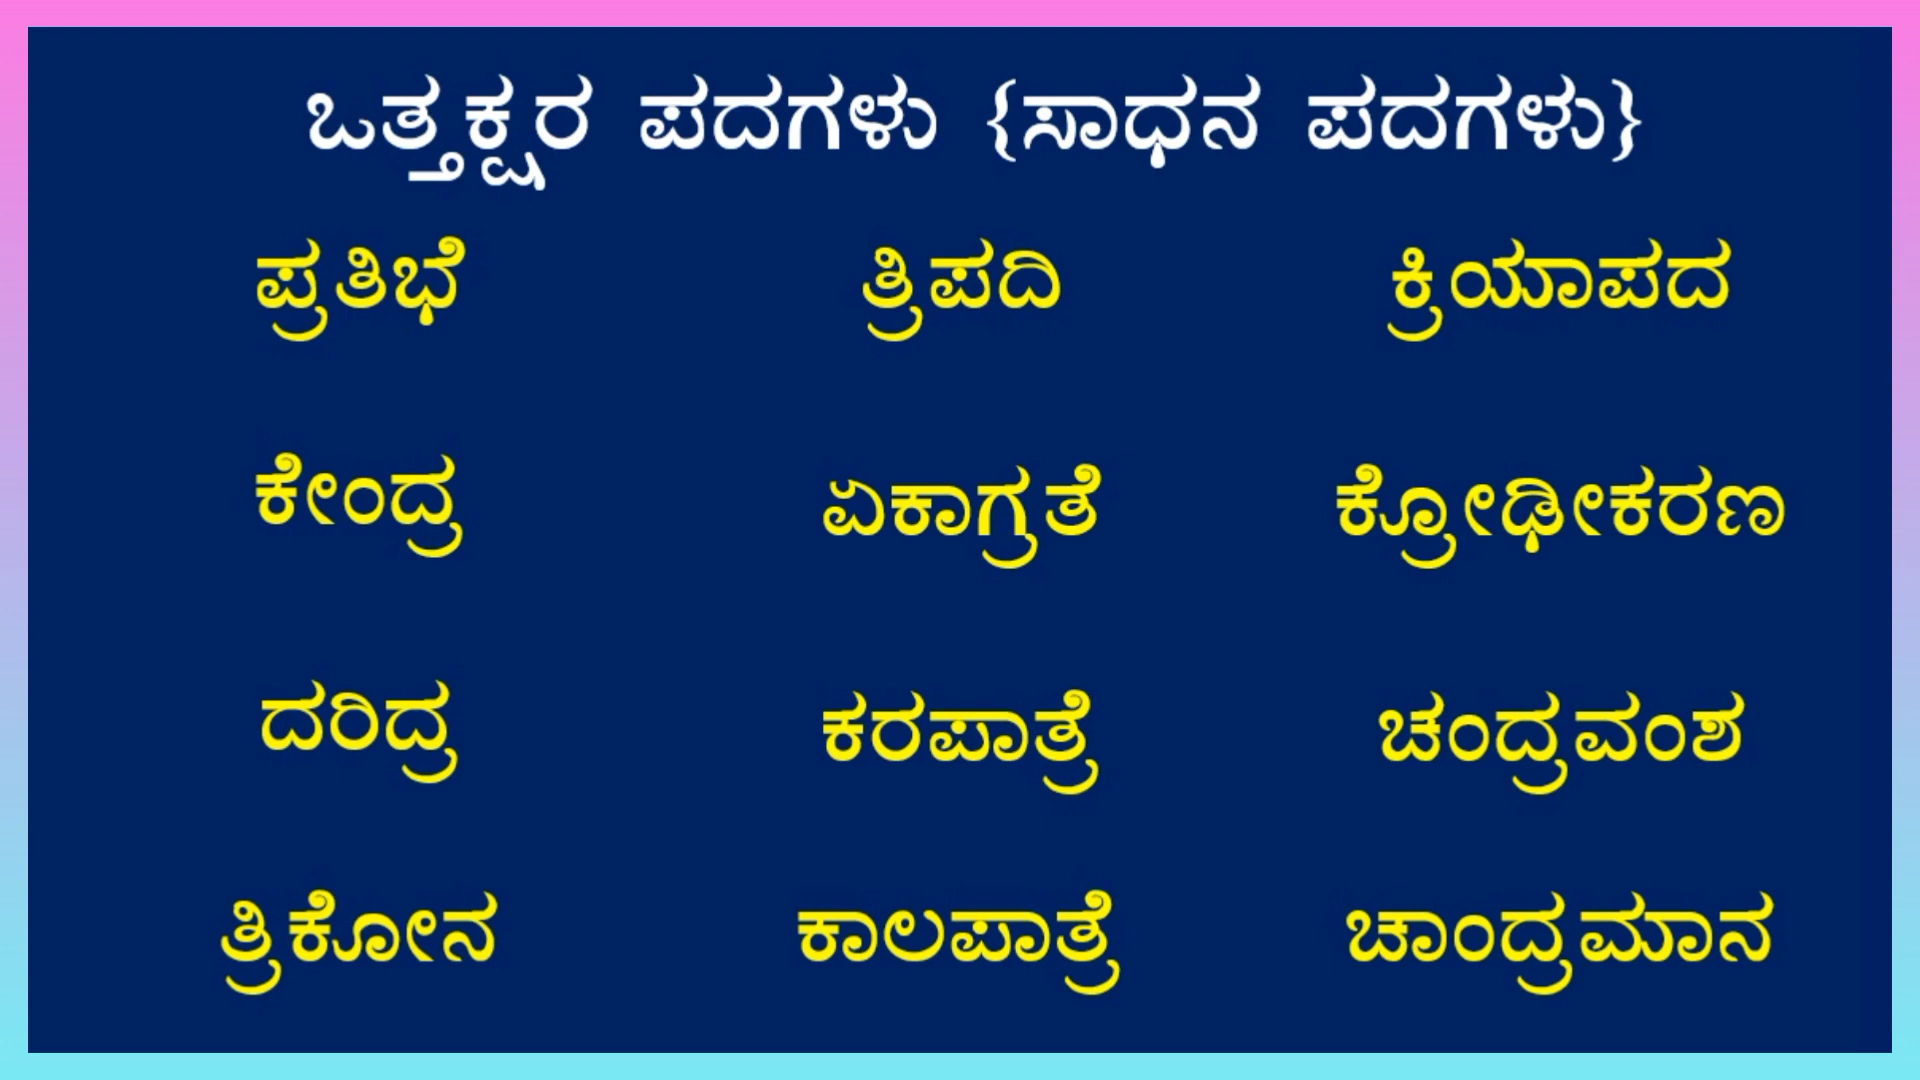 ಒತ್ತಕ್ಷರ ಪದಗಳು {ಸಾಧನ ಪದಗಳು}
ಪ್ರತಿಭೆ ತ್ರಿಪದಿ ಕ್ರಿಯಾಪದ
ಕೇಂದ್ರ ಏಕಾಗ್ರತೆ ಕ್ರೋಢೀಕರಣ
ದರಿದ್ರ ಕರಪಾತ್ರೆ ಚಂದ್ರವಂಶ
ತ್ರಿಕೋನ ಕಾಲಪಾತ್ರೆ ಚಾಂದ್ರಮಾನ